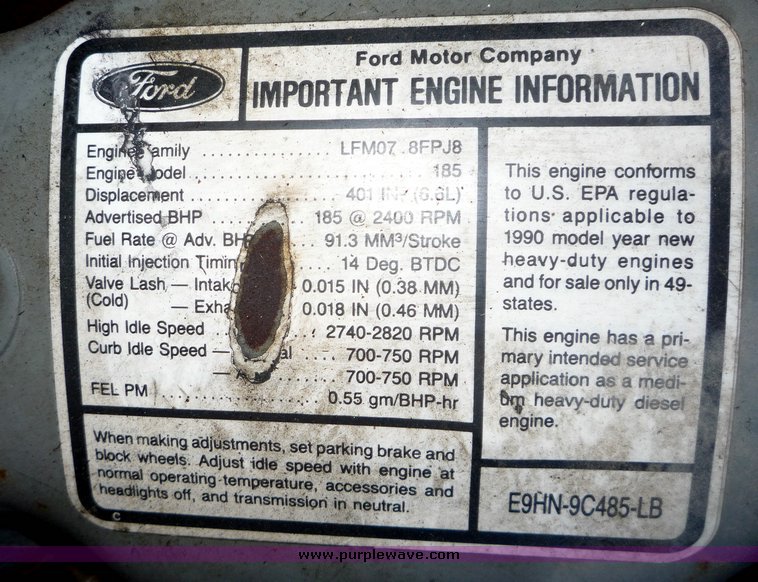 Ford
Ford Motor Company
IMPORTANT ENGINE INFORMATION
Engine Family .................. LFM07 .8FPJ8
Engine Model .................. 185
Displacement .................. 401 IN³ (6.6L)
Advertised BHP .................. 185 @ 2400 RPM
Fuel Rate @ Adv. BHP .................. 91.3 MM³/Stroke
Initial Injection Timing .................. 14 Deg. BTDC
Valve Lash — Intake 0.015 IN (0.38 MM)
(Cold) — Exha 0.018 IN (0.46 MM)
High Idle Speed .................. 2740-2820 RPM
Curb Idle Speed — al .................. 700-750 RPM
— .................. 700-750 RPM
FEL PM .................. 0.55 gm/BHP-hr
When making adjustments, set parking brake and
block wheels. Adjust idle speed with engine at
normal operating temperature, accessories and
headlights off, and transmission in neutral.
C
This engine conforms
to U.S. EPA regula-
tions applicable to
1990 model year new
heavy-duty engines
and for sale only in 49-
states.
This engine has a pri-
mary intended service
application as a medi-
um heavy-duty diesel
engine.
E9HN-9C485-LB
www.purplewave.com